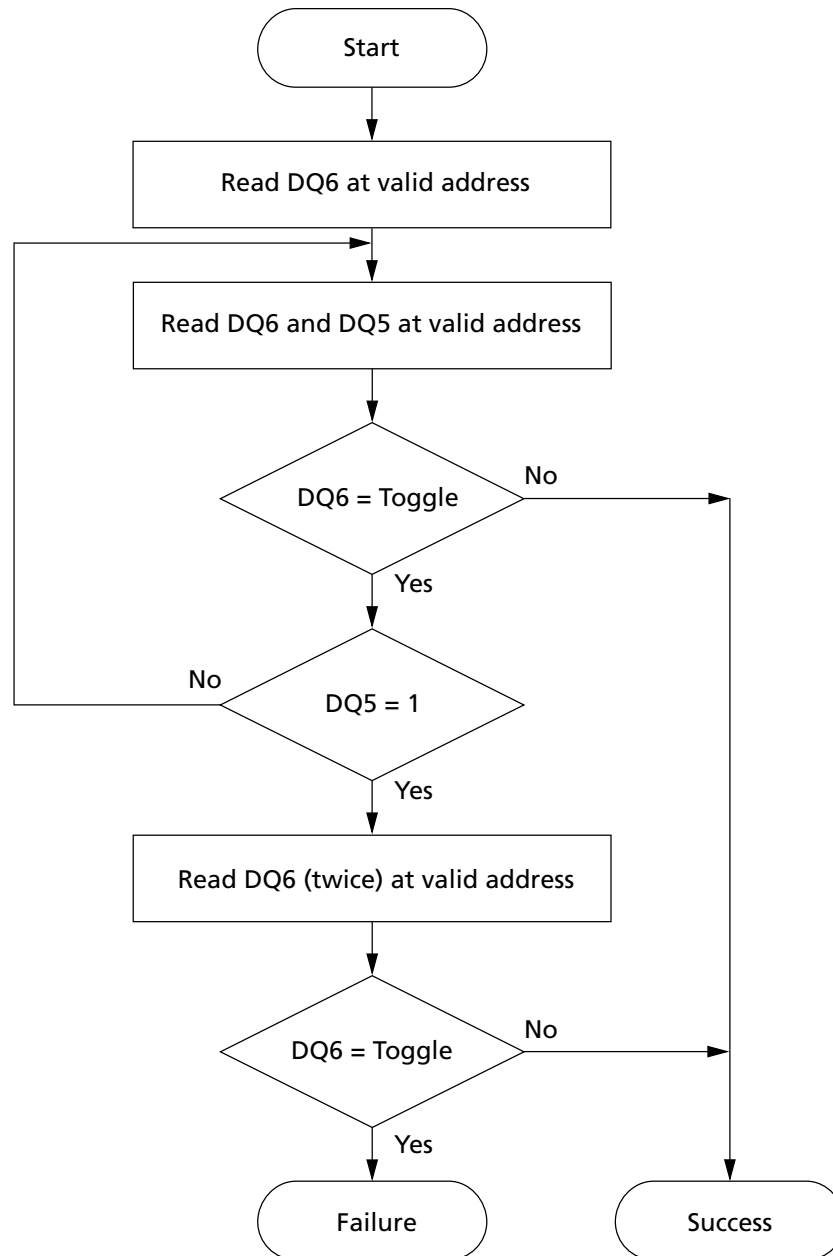 Start
Read DQ6 at valid address
Read DQ6 and DQ5 at valid address
DQ6 = Toggle
No
Yes
DQ5 = 1
No
Yes
Read DQ6 (twice) at valid address
DQ6 = Toggle
No
Yes
Failure
Success